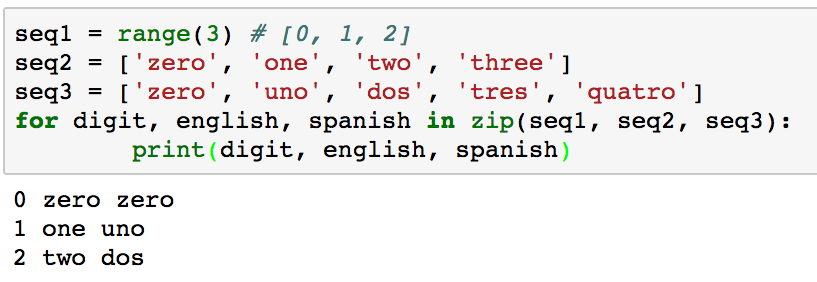 seq1 = range(3) # [0, 1, 2]
seq2 = ['zero', 'one', 'two', 'three']
seq3 = ['zero', 'uno', 'dos', 'tres', 'quatro']
for digit, english, spanish in zip(seq1, seq2, seq3):
        print(digit, english, spanish)
0 zero zero
1 one uno
2 two dos